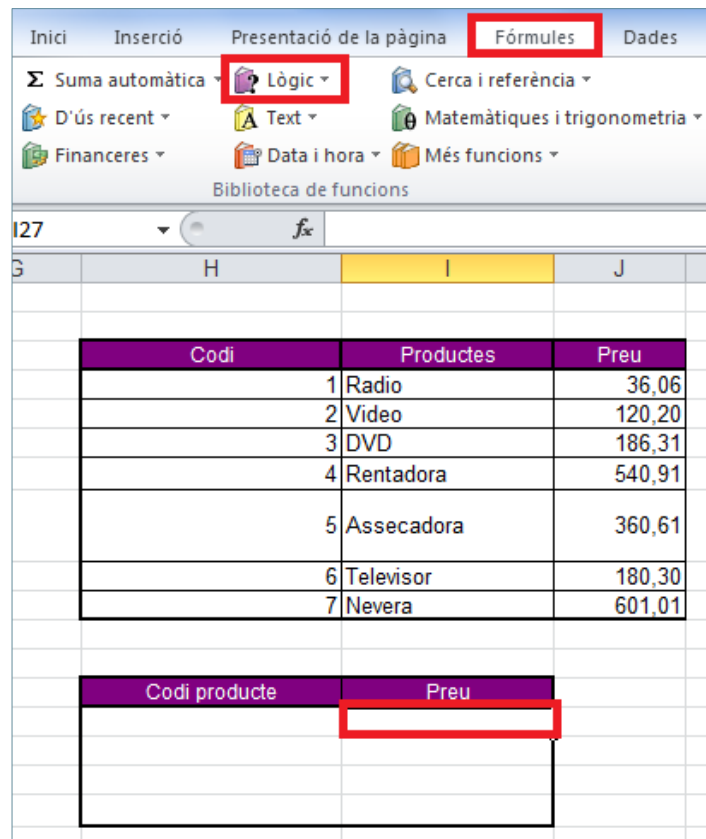 Inici Inserció Presentació de la pàgina Fórmules Dades
Σ Suma automàtica Lògic Cerca i referència
D'ús recent A Text θ Matemàtiques i trigonometria
Financeres Data i hora Més funcions
Biblioteca de funcions
I27 fx
G H I J
Codi Productes Preu
1 Radio 36,06
2 Video 120,20
3 DVD 186,31
4 Rentadora 540,91
5 Assecadora 360,61
6 Televisor 180,30
7 Nevera 601,01
Codi producte Preu